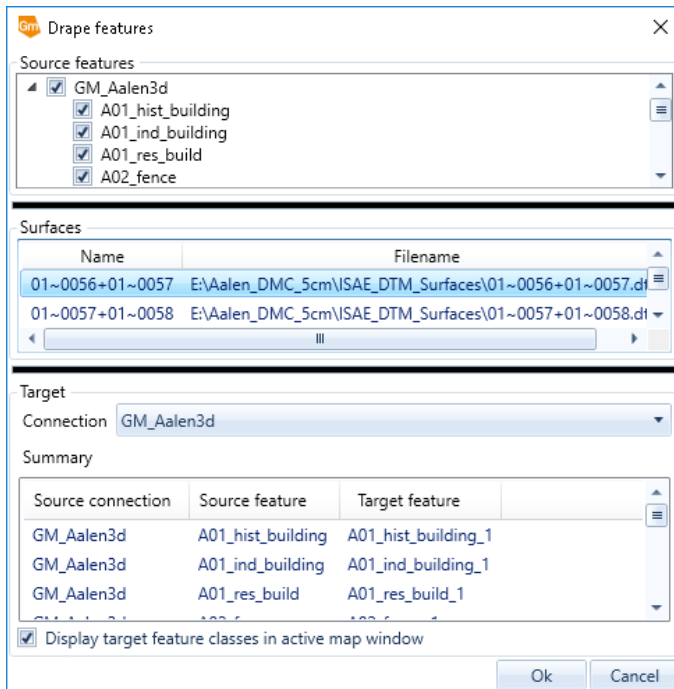 Gm Drape features
Source features
GM_Aalen3d
A01_hist_building
A01_ind_building
A01_res_build
A02_fence
Surfaces
Name Filename
01~0056+01~0057 E:\Aalen_DMC_5cm\ISAE_DTM_Surfaces\01~0056+01~0057.dt
01~0057+01~0058 E:\Aalen_DMC_5cm\ISAE_DTM_Surfaces\01~0057+01~0058.dt
Target
Connection GM_Aalen3d
Summary
Source connection Source feature Target feature
GM_Aalen3d A01_hist_building A01_hist_building_1
GM_Aalen3d A01_ind_building A01_ind_building_1
GM_Aalen3d A01_res_build A01_res_build_1
Display target feature classes in active map window
Ok Cancel